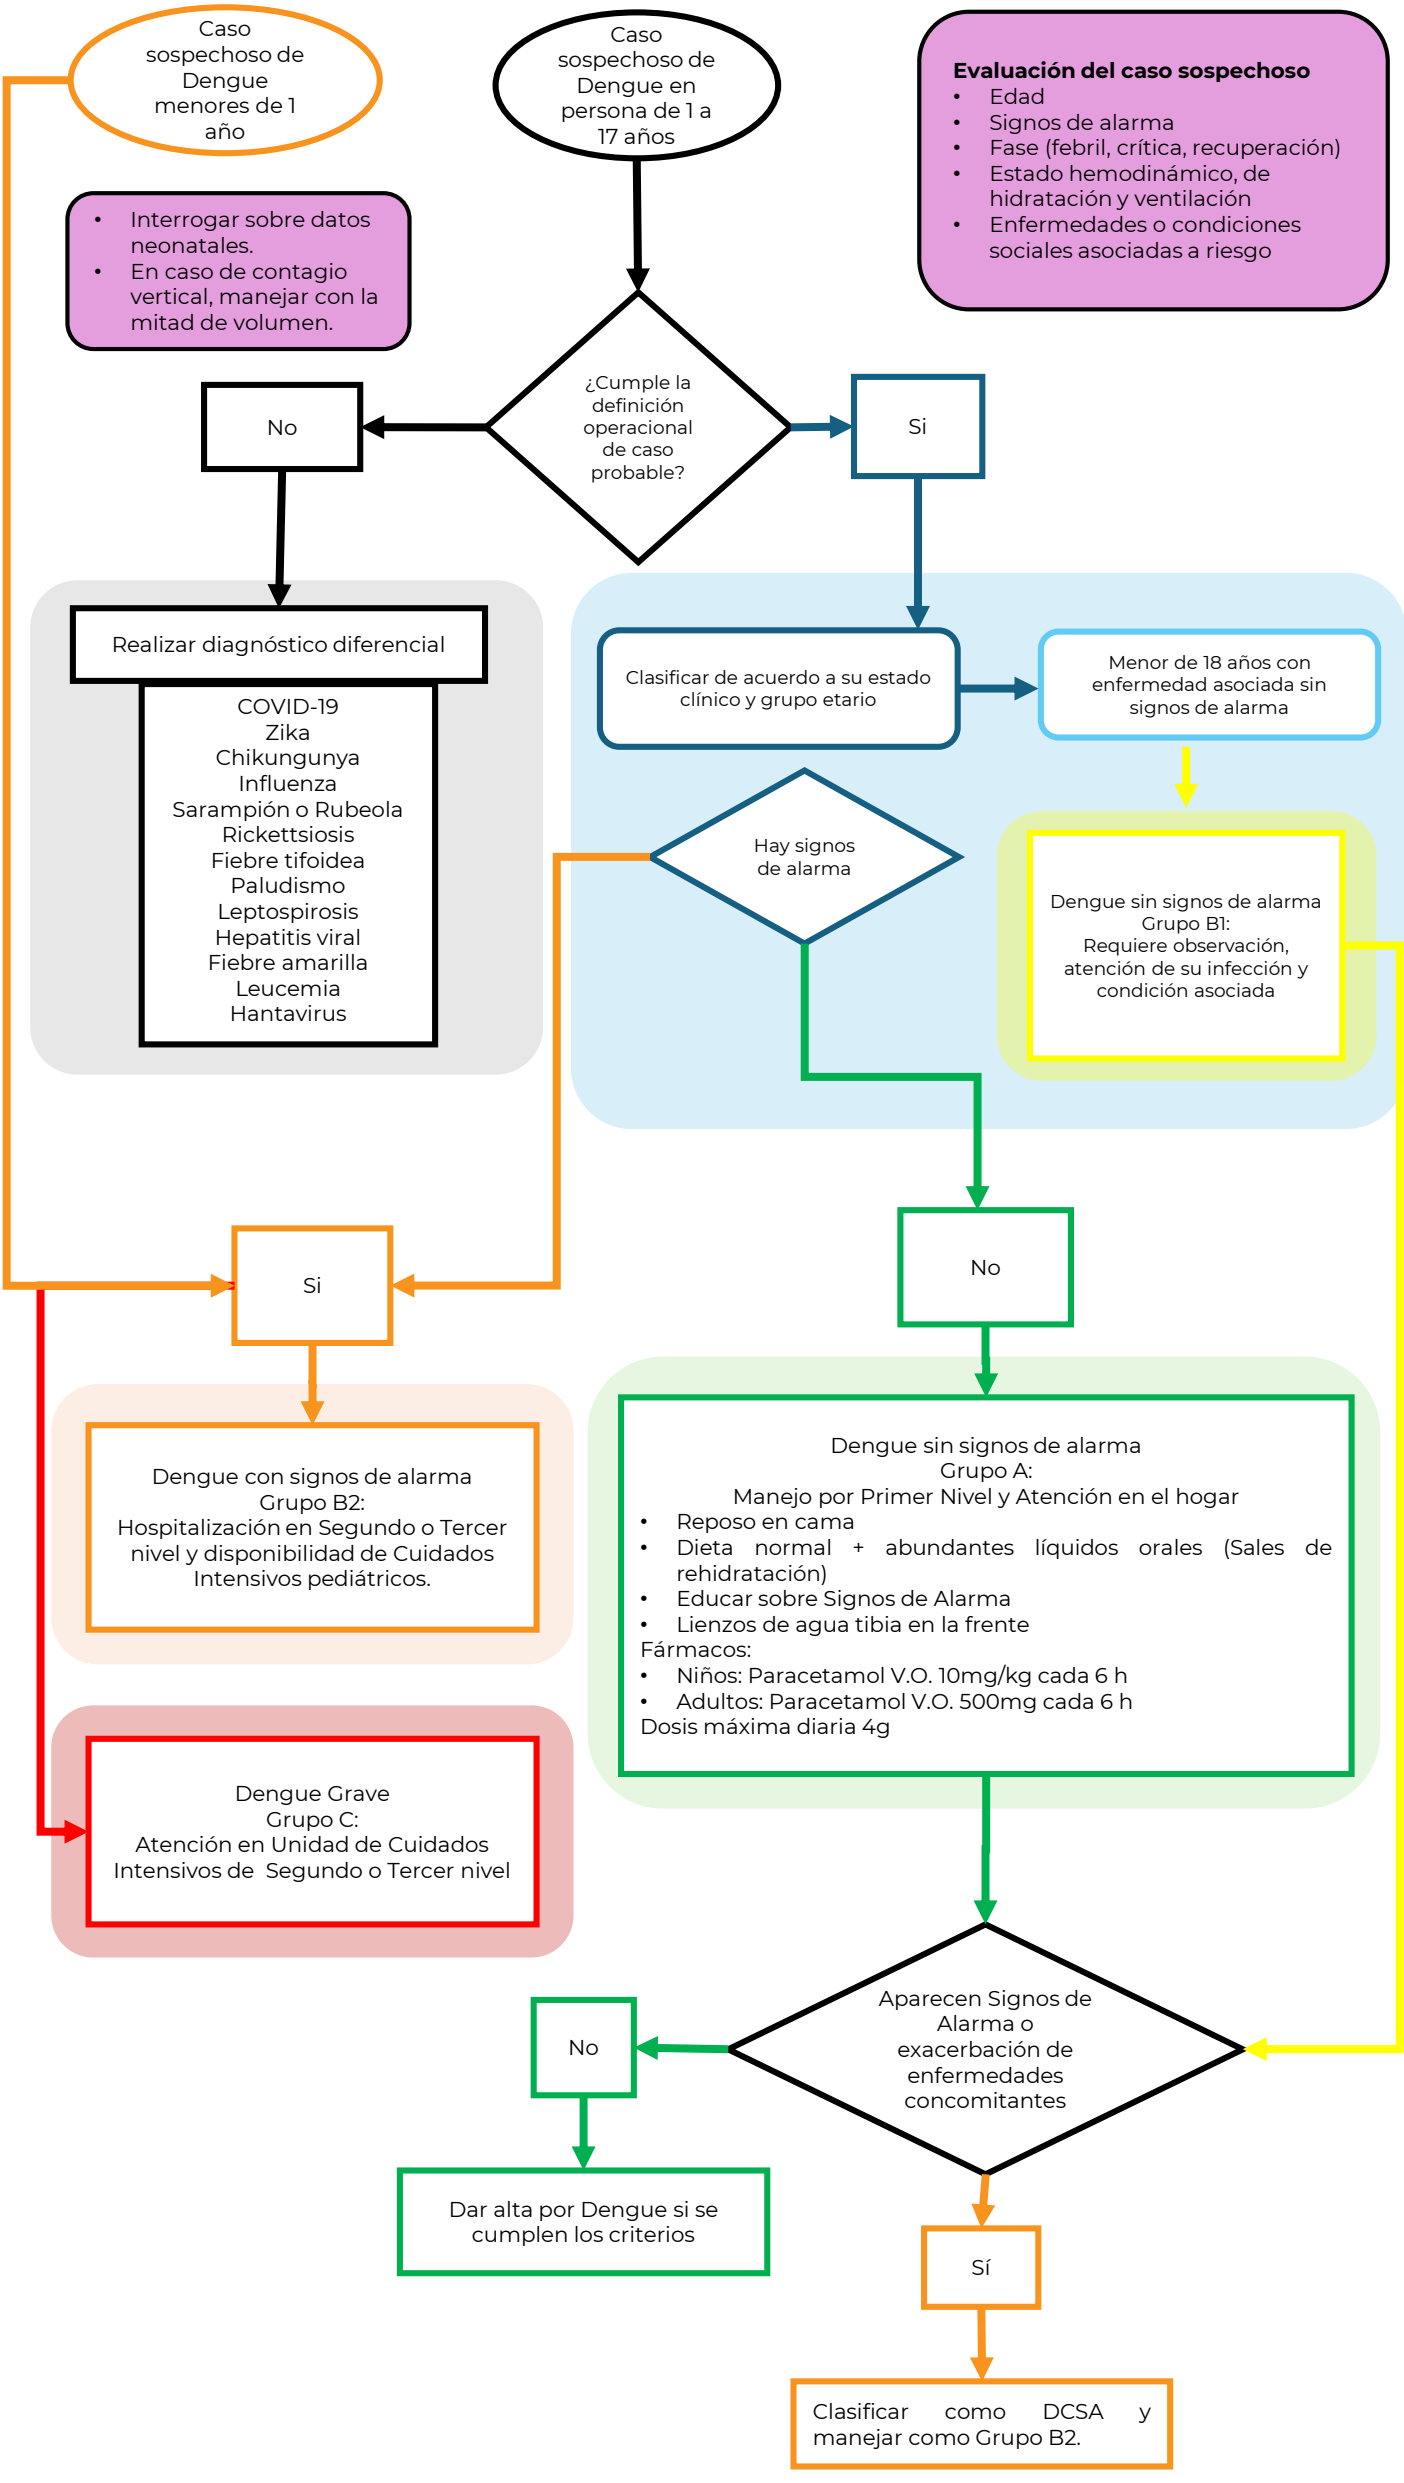 Caso
sospechoso de
Dengue
menores de 1
año
Caso
sospechoso de
Dengue en
persona de 1 a
17 años
Evaluación del caso sospechoso
• Edad
• Signos de alarma
• Fase (febril, crítica, recuperación)
• Estado hemodinámico, de
hidratación y ventilación
• Enfermedades o condiciones
sociales asociadas a riesgo
• Interrogar sobre datos
neonatales.
• En caso de contagio
vertical, manejar con la
mitad de volumen.
¿Cumple la
definición
operacional
de caso
probable?
No
Si
Realizar diagnóstico diferencial
COVID-19
Zika
Chikungunya
Influenza
Sarampión o Rubeola
Rickettsiosis
Fiebre tifoidea
Paludismo
Leptospirosis
Hepatitis viral
Fiebre amarilla
Leucemia
Hantavirus
Clasificar de acuerdo a su estado
clínico y grupo etario
Menor de 18 años con
enfermedad asociada sin
signos de alarma
Hay signos
de alarma
Dengue sin signos de alarma
Grupo B1:
Requiere observación,
atención de su infección y
condición asociada
Si
No
Dengue con signos de alarma
Grupo B2:
Hospitalización en Segundo o Tercer
nivel y disponibilidad de Cuidados
Intensivos pediátricos.
Dengue sin signos de alarma
Grupo A:
Manejo por Primer Nivel y Atención en el hogar
• Reposo en cama
• Dieta normal + abundantes líquidos orales (Sales de
rehidratación)
• Educar sobre Signos de Alarma
• Lienzos de agua tibia en la frente
Fármacos:
• Niños: Paracetamol V.O. 10mg/kg cada 6 h
• Adultos: Paracetamol V.O. 500mg cada 6 h
Dosis máxima diaria 4g
Dengue Grave
Grupo C:
Atención en Unidad de Cuidados
Intensivos de Segundo o Tercer nivel
Aparecen Signos de
Alarma o
exacerbación de
enfermedades
concomitantes
No
Dar alta por Dengue si se
cumplen los criterios
Sí
Clasificar como DCSA y
manejar como Grupo B2.